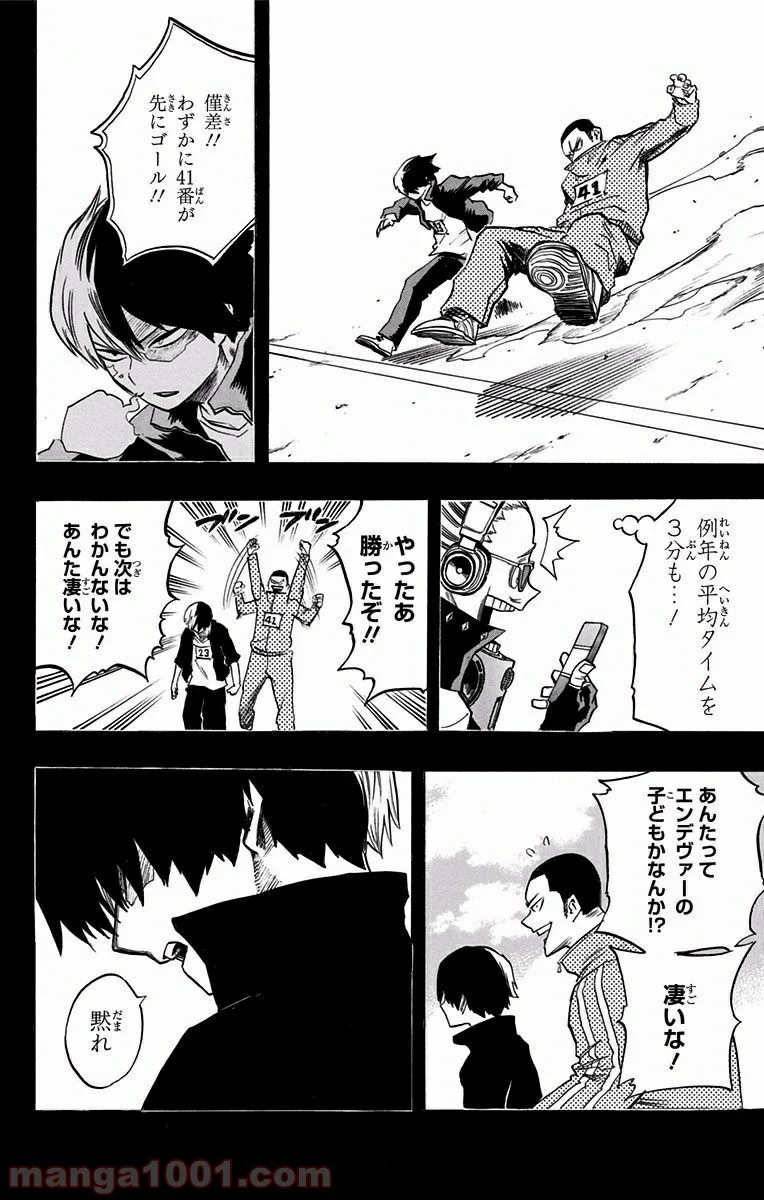 41
僅差!!
わずかに41番が
先にゴール!!
例年の平均タイムを
3分も…!
ブンブン
やったあ
勝ったぞ!!
41
23
でも次は
わかんないな!
あんた凄いな!
あんたって
エンデヴァーの
子どもかなんか!?
凄いな!
黙れ
manga1001.com